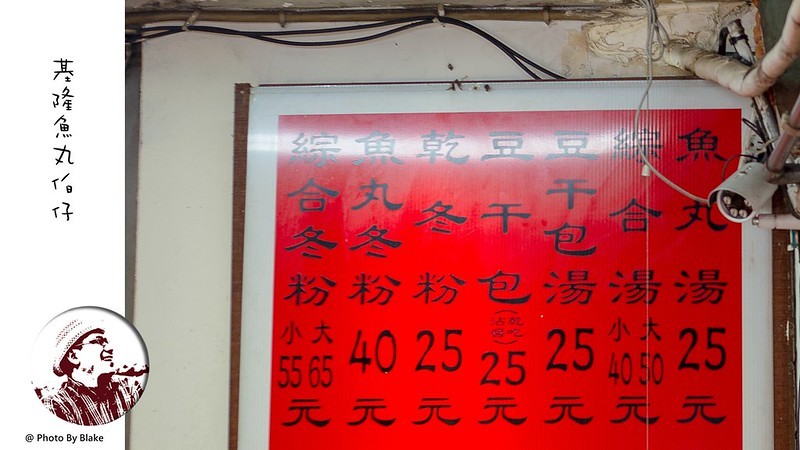 基隆魚丸伯仔
魚丸湯
25
元
綜合湯
小 大
40 50
元
豆干包湯
25
元
豆干包
乾吃
25
元
乾冬粉
25
元
魚丸冬粉
40
元
綜合冬粉
小 大
55 65
元
@ Photo By Blake